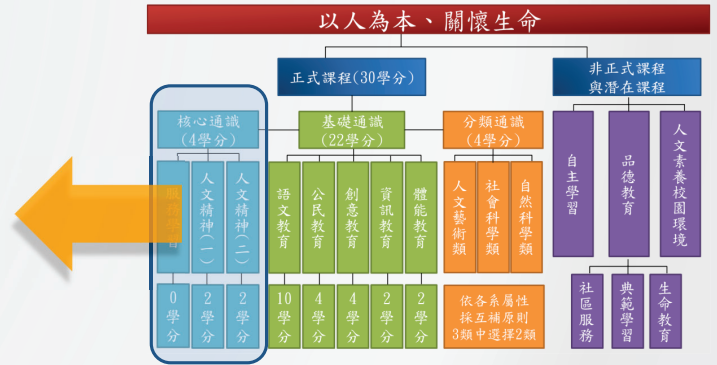 以人為本、關懷生命
正式課程(30學分)
非正式課程
與潛在課程
核心通識
(4學分)
基礎通識
(22學分)
分類通識
(4學分)
服務學習
人文精神(一)
人文精神(二)
語文教育
公民教育
創意教育
資訊教育
體能教育
人文藝術類
社會科學類
自然科學類
自主學習
品德教育
人文素養校園環境
0學分
2學分
2學分
10學分
4學分
4學分
2學分
2學分
依各系屬性
採互補原則
3類中選擇2類
社區服務
典範學習
生命教育